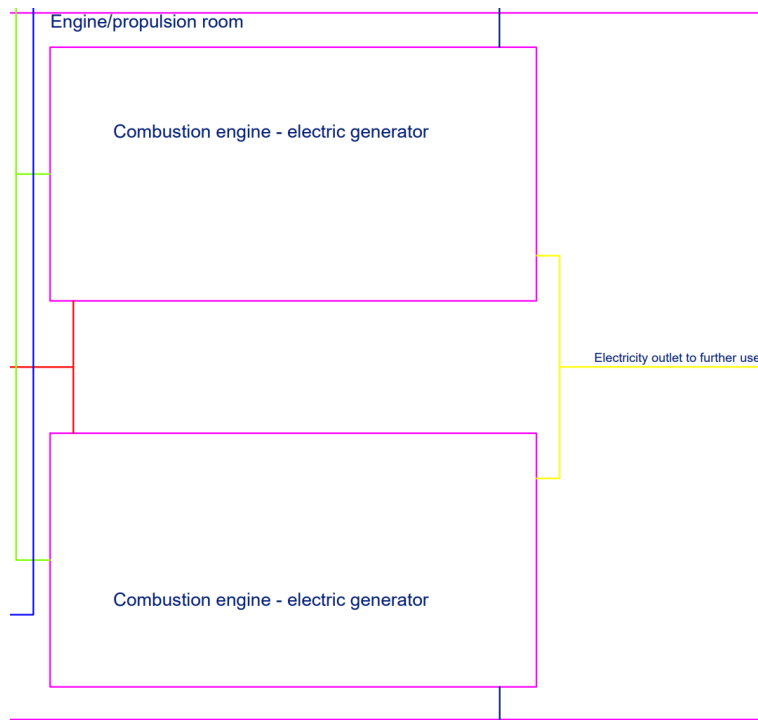 Engine/propulsion room
Combustion engine - electric generator
Electricity outlet to further use
Combustion engine - electric generator